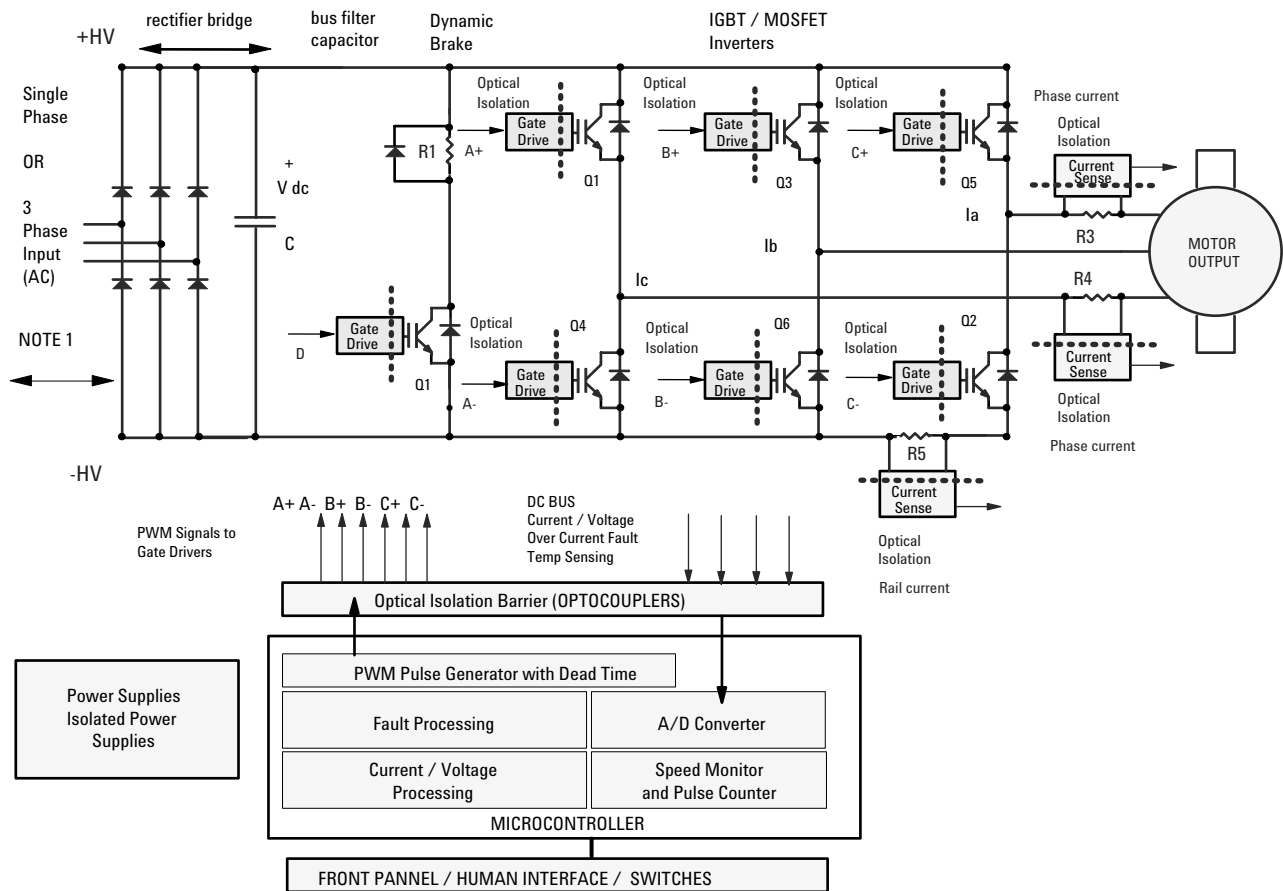 rectifier bridge
bus filter
capacitor
Dynamic
Brake
IGBT / MOSFET
Inverters
+HV
Single
Phase
OR
3
Phase
Input
(AC)
NOTE 1
-HV
+
V dc
C
R1
D
Gate
Drive
Q1
Optical
Isolation
A+
Gate
Drive
Q1
Optical
Isolation
B+
Gate
Drive
Q3
Optical
Isolation
C+
Gate
Drive
Q5
Phase current
Optical
Isolation
Current
Sense
Ia
R3
Ib
Ic
R4
MOTOR
OUTPUT
Optical
Isolation
A-
Gate
Drive
Q4
Optical
Isolation
B-
Gate
Drive
Q6
Optical
Isolation
C-
Gate
Drive
Q2
Current
Sense
Optical
Isolation
Phase current
R5
Current
Sense
Optical
Isolation
Rail current
PWM Signals to
Gate Drivers
A+ A- B+ B- C+ C-
DC BUS
Current / Voltage
Over Current Fault
Temp Sensing
Optical Isolation Barrier (OPTOCOUPLERS)
PWM Pulse Generator with Dead Time
Fault Processing
A/D Converter
Current / Voltage
Processing
Speed Monitor
and Pulse Counter
MICROCONTROLLER
Power Supplies
Isolated Power
Supplies
FRONT PANNEL / HUMAN INTERFACE / SWITCHES